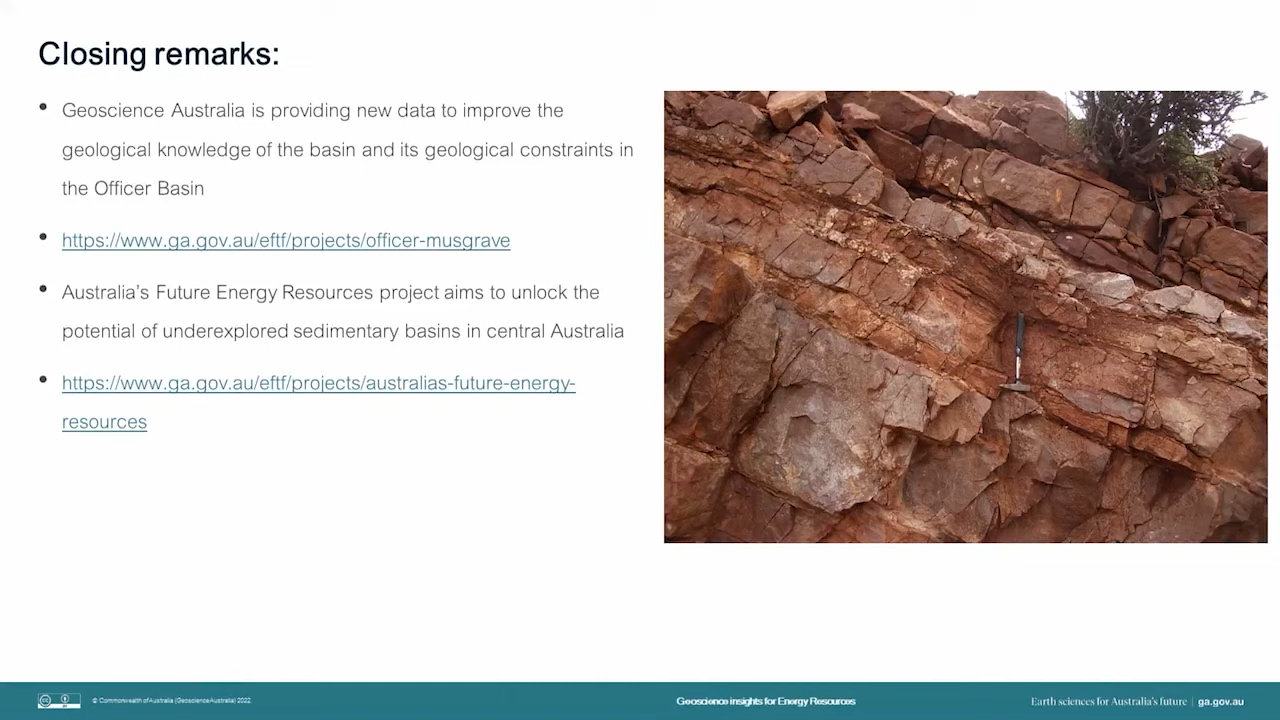 Closing remarks:
• Geoscience Australia is providing new data to improve the
geological knowledge of the basin and its geological constraints in
the Officer Basin
• https://www.ga.gov.au/eftf/projects/officer-musgrave
• Australia's Future Energy Resources project aims to unlock the
potential of underexplored sedimentary basins in central Australia
• https://www.ga.gov.au/eftf/projects/australias-future-energy-
resources
© Commonwealth of Australia (Geoscience Australia) 2022
Geoscience insights for Energy Resources
Earth sciences for Australia's future | ga.gov.au